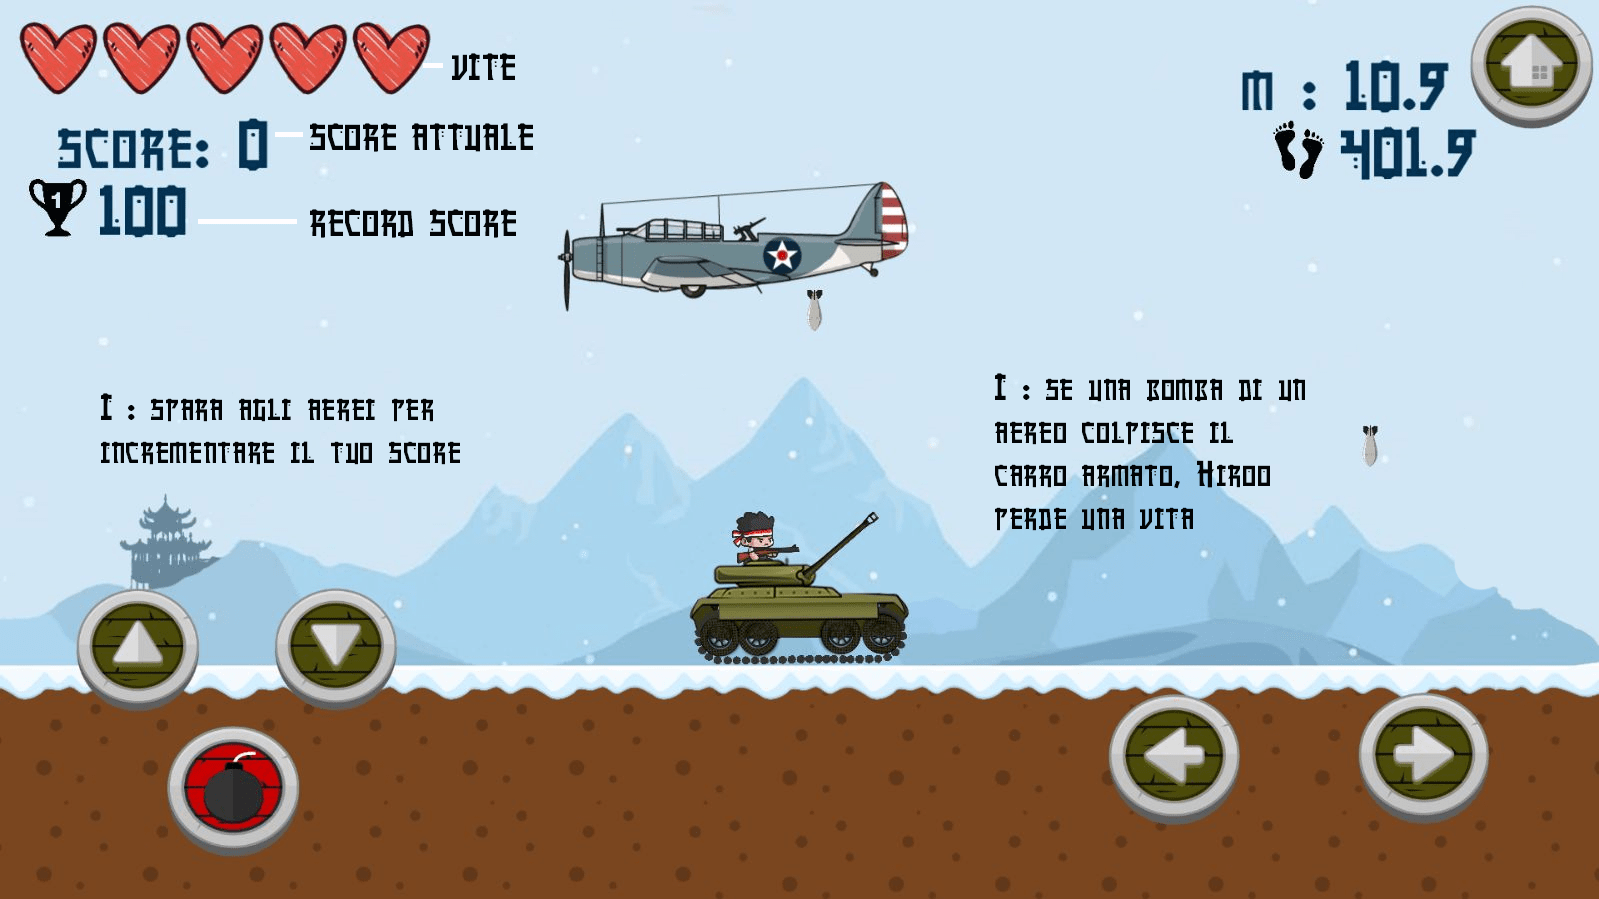 VITE
SCORE: 0
SCORE ATTUALE
1
100
RECORD SCORE
M : 10.9
401.9
I : SPARA AGLI AEREI PER
INCREMENTARE IL TUO SCORE
I : SE UNA BOMBA DI UN
AEREO COLPISCE IL
CARRO ARMATO, HIROO
PERDE UNA VITA